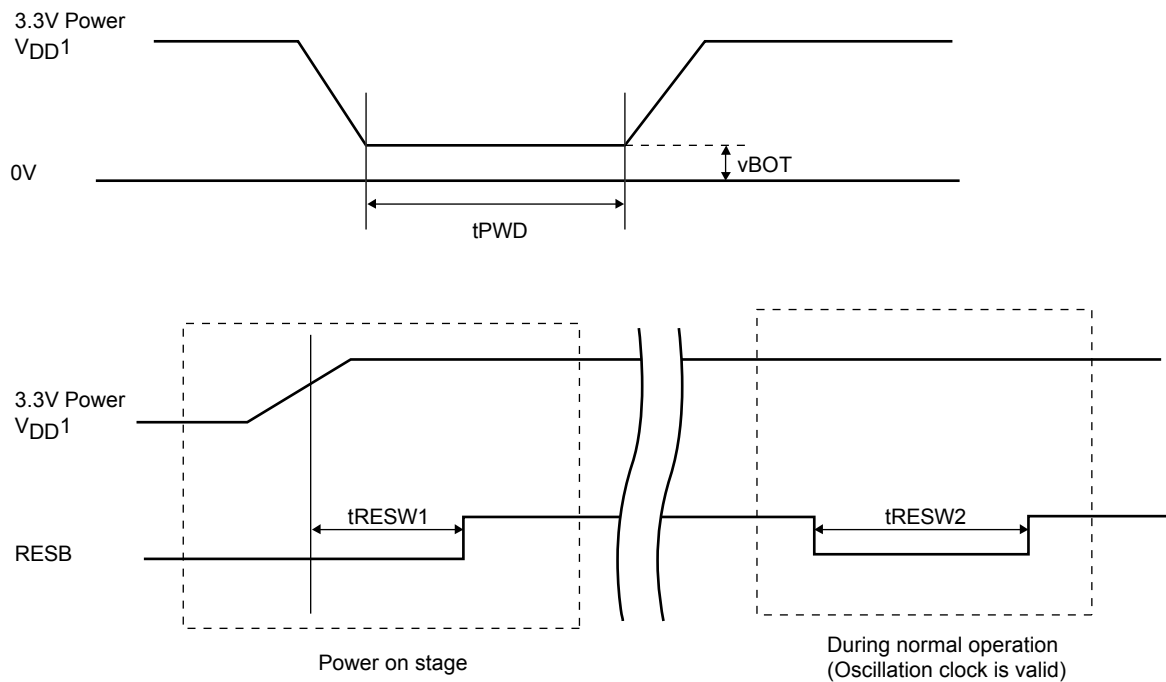 3.3V Power
VDD1
0V
vBOT
tPWD
3.3V Power
VDD1
tRESW1
tRESW2
RESB
Power on stage
During normal operation
(Oscillation clock is valid)